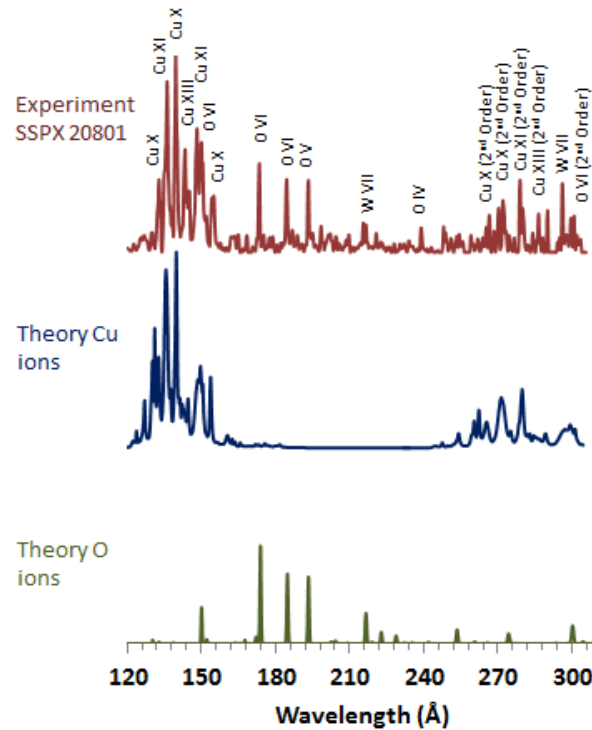 Experiment
SSPX 20801
Cu X
Cu XI
Cu X
Cu XIII
Cu XI
O VI
Cu X
O VI
O VI
O V
W VII
O IV
Cu X (2nd Order)
Cu X (2nd Order)
Cu XI (2nd Order)
Cu XIII (2nd Order)
W VII
O VI (2nd Order)
Theory Cu
ions
Theory O
ions
120 150 180 210 240 270 300
Wavelength (Å)